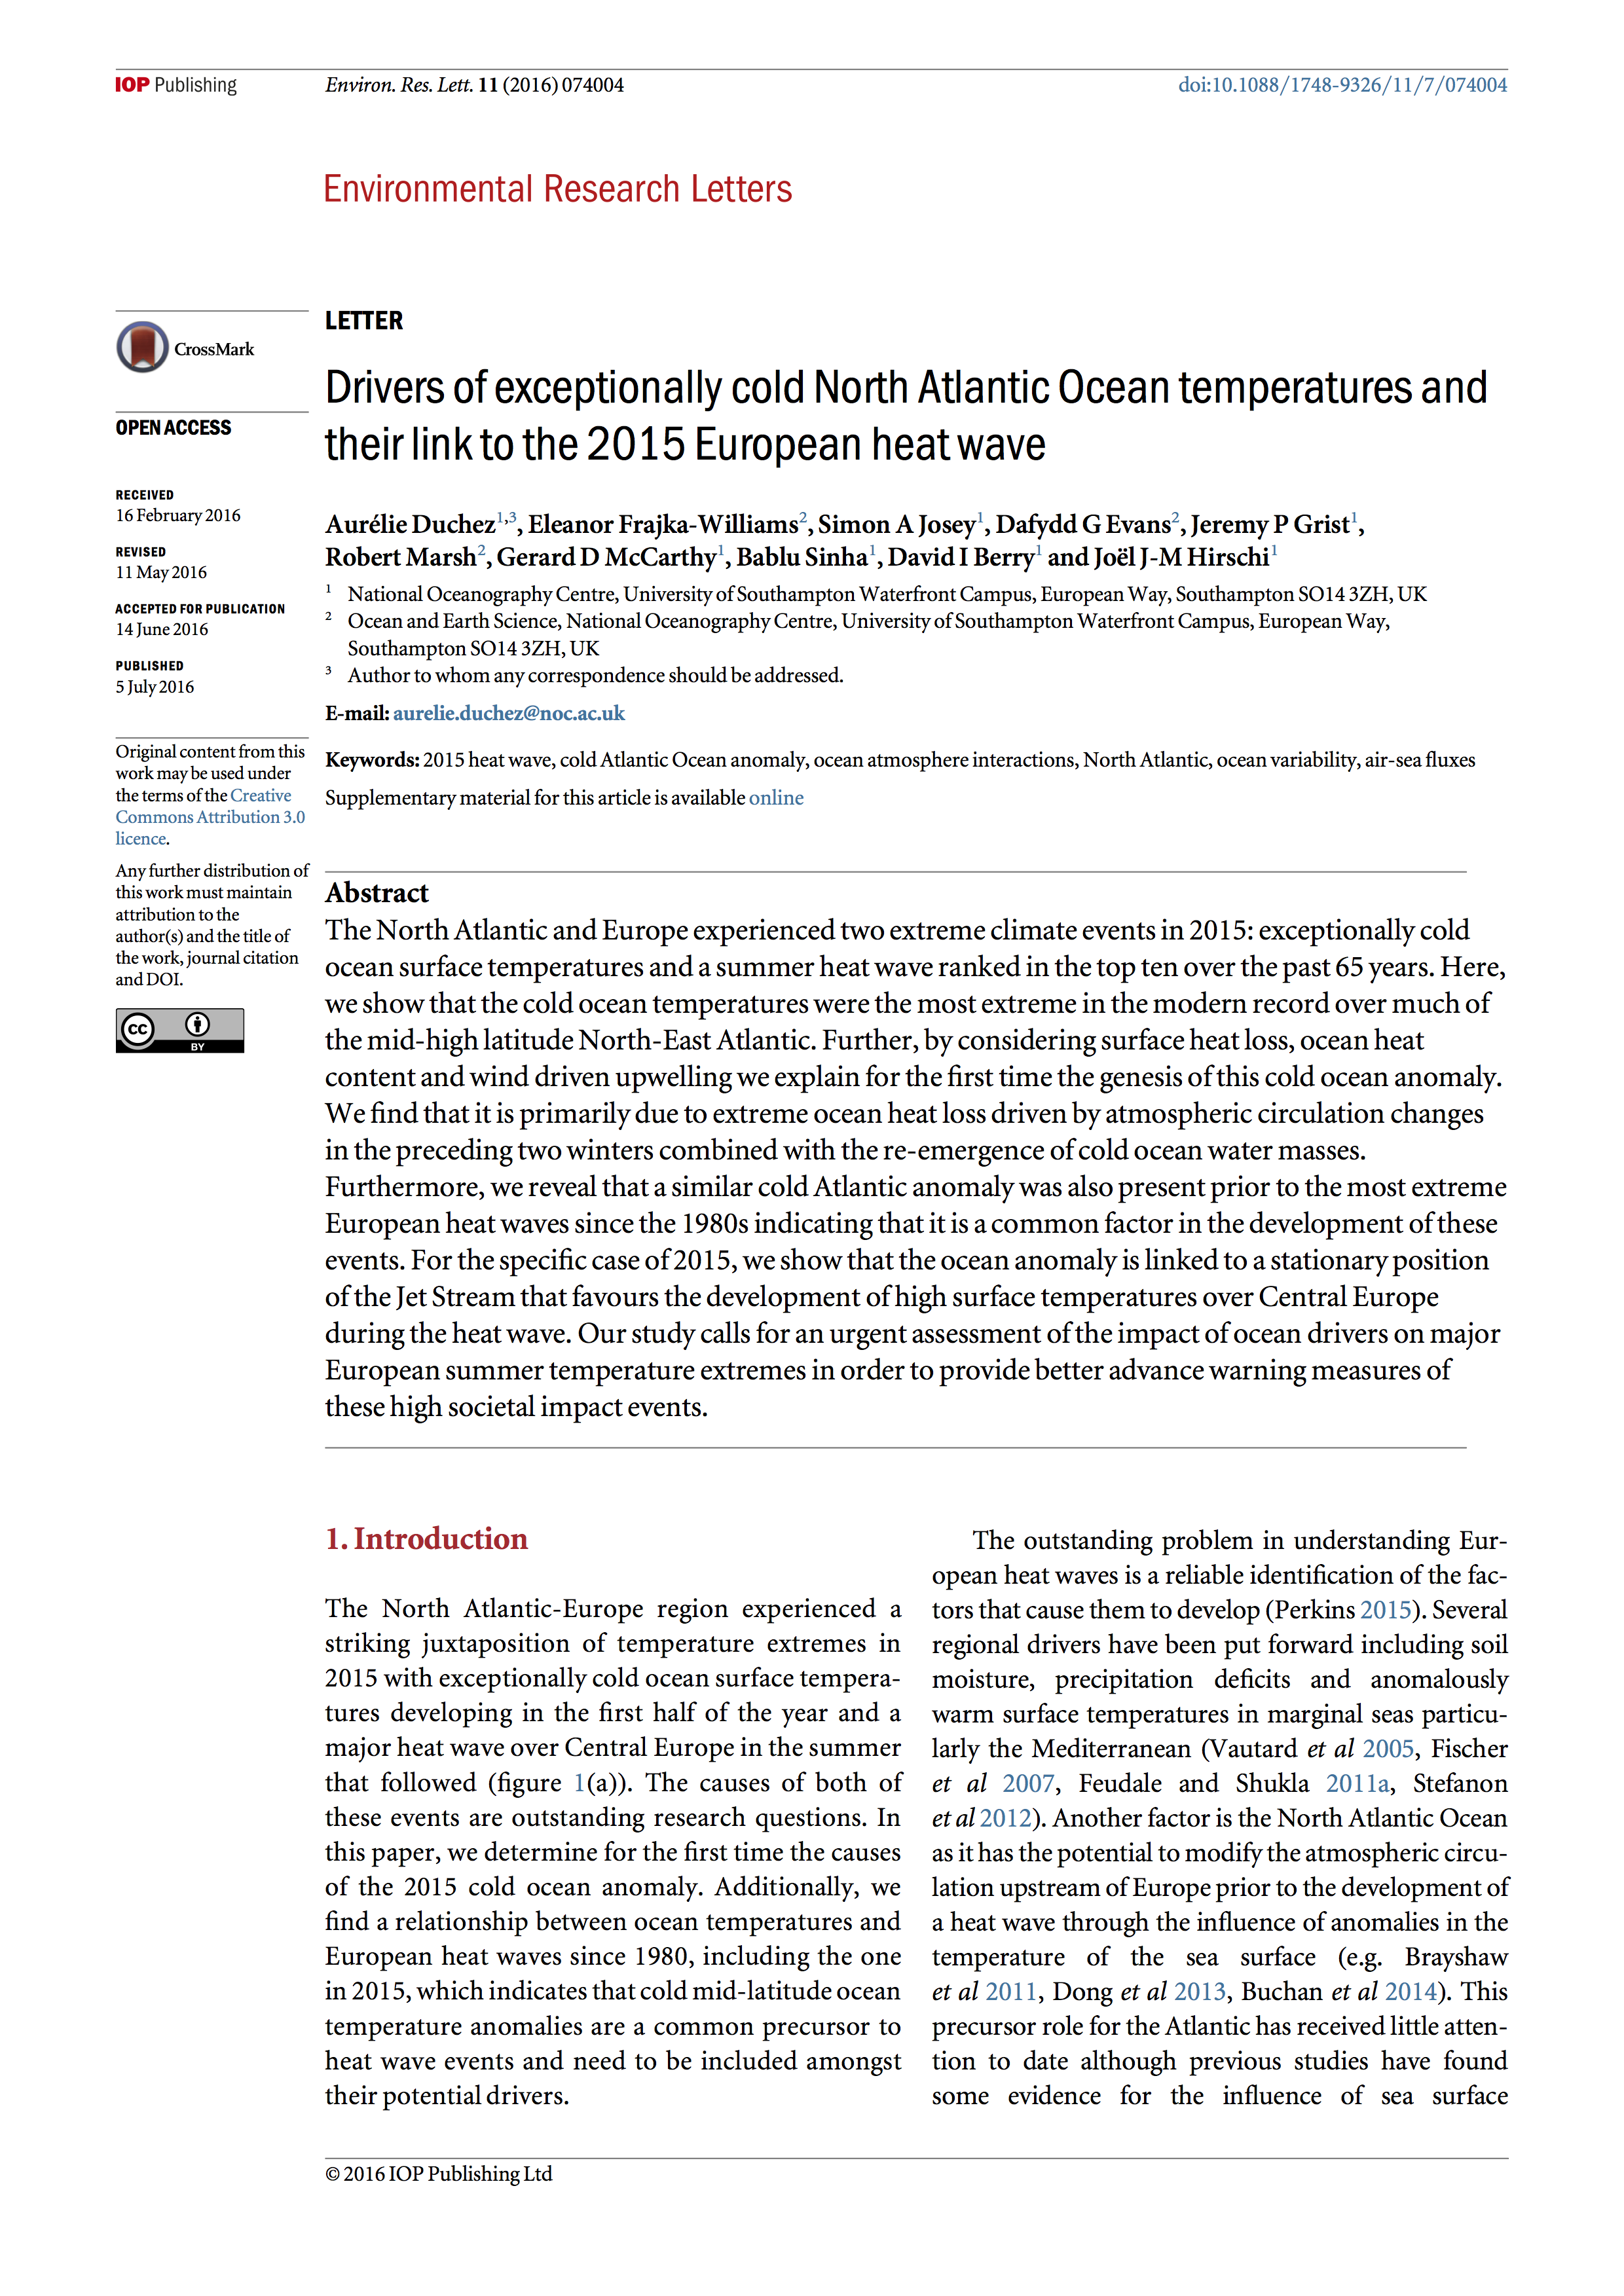 IOP Publishing
Environ. Res. Lett. 11 (2016) 074004
doi:10.1088/1748-9326/11/7/074004
Environmental Research Letters
CrossMark
OPEN ACCESS
RECEIVED
16 February 2016
REVISED
11 May 2016
ACCEPTED FOR PUBLICATION
14 June 2016
PUBLISHED
5 July 2016
Original content from this
work may be used under
the terms of the Creative
Commons Attribution 3.0
licence.
Any further distribution of
this work must maintain
attribution to the
author(s) and the title of
the work, journal citation
and DOI.
cc
BY
LETTER
Drivers of exceptionally cold North Atlantic Ocean temperatures and
their link to the 2015 European heat wave
Aurélie Duchez1,3, Eleanor Frajka-Williams2, Simon A Josey1, Dafydd G Evans2, Jeremy P Grist1,
Robert Marsh2, Gerard D McCarthy1, Bablu Sinha1, David I Berry1 and Joël J-M Hirschi1
1 National Oceanography Centre, University of Southampton Waterfront Campus, European Way, Southampton SO14 3ZH, UK
2 Ocean and Earth Science, National Oceanography Centre, University of Southampton Waterfront Campus, European Way,
Southampton SO14 3ZH, UK
3 Author to whom any correspondence should be addressed.
E-mail: aurelie.duchez@noc.ac.uk
Keywords: 2015 heat wave, cold Atlantic Ocean anomaly, ocean atmosphere interactions, North Atlantic, ocean variability, air-sea fluxes
Supplementary material for this article is available online
Abstract
The North Atlantic and Europe experienced two extreme climate events in 2015: exceptionally cold
ocean surface temperatures and a summer heat wave ranked in the top ten over the past 65 years. Here,
we show that the cold ocean temperatures were the most extreme in the modern record over much of
the mid-high latitude North-East Atlantic. Further, by considering surface heat loss, ocean heat
content and wind driven upwelling we explain for the first time the genesis of this cold ocean anomaly.
We find that it is primarily due to extreme ocean heat loss driven by atmospheric circulation changes
in the preceding two winters combined with the re-emergence of cold ocean water masses.
Furthermore, we reveal that a similar cold Atlantic anomaly was also present prior to the most extreme
European heat waves since the 1980s indicating that it is a common factor in the development of these
events. For the specific case of 2015, we show that the ocean anomaly is linked to a stationary position
of the Jet Stream that favours the development of high surface temperatures over Central Europe
during the heat wave. Our study calls for an urgent assessment of the impact of ocean drivers on major
European summer temperature extremes in order to provide better advance warning measures of
these high societal impact events.
1. Introduction
The North Atlantic-Europe region experienced a
striking juxtaposition of temperature extremes in
2015 with exceptionally cold ocean surface tempera-
tures developing in the first half of the year and a
major heat wave over Central Europe in the summer
that followed (figure 1(a)). The causes of both of
these events are outstanding research questions. In
this paper, we determine for the first time the causes
of the 2015 cold ocean anomaly. Additionally, we
find a relationship between ocean temperatures and
European heat waves since 1980, including the one
in 2015, which indicates that cold mid-latitude ocean
temperature anomalies are a common precursor to
heat wave events and need to be included amongst
their potential drivers.
The outstanding problem in understanding Eur-
opean heat waves is a reliable identification of the fac-
tors that cause them to develop (Perkins 2015). Several
regional drivers have been put forward including soil
moisture, precipitation deficits and anomalously
warm surface temperatures in marginal seas particu-
larly the Mediterranean (Vautard et al 2005, Fischer
et al 2007, Feudale and Shukla 2011a, Stefanon
et al 2012). Another factor is the North Atlantic Ocean
as it has the potential to modify the atmospheric circu-
lation upstream of Europe prior to the development of
a heat wave through the influence of anomalies in the
temperature of the sea surface (e.g. Brayshaw
et al 2011, Dong et al 2013, Buchan et al 2014). This
precursor role for the Atlantic has received little atten-
tion to date although previous studies have found
some evidence for the influence of sea surface
© 2016 IOP Publishing Ltd